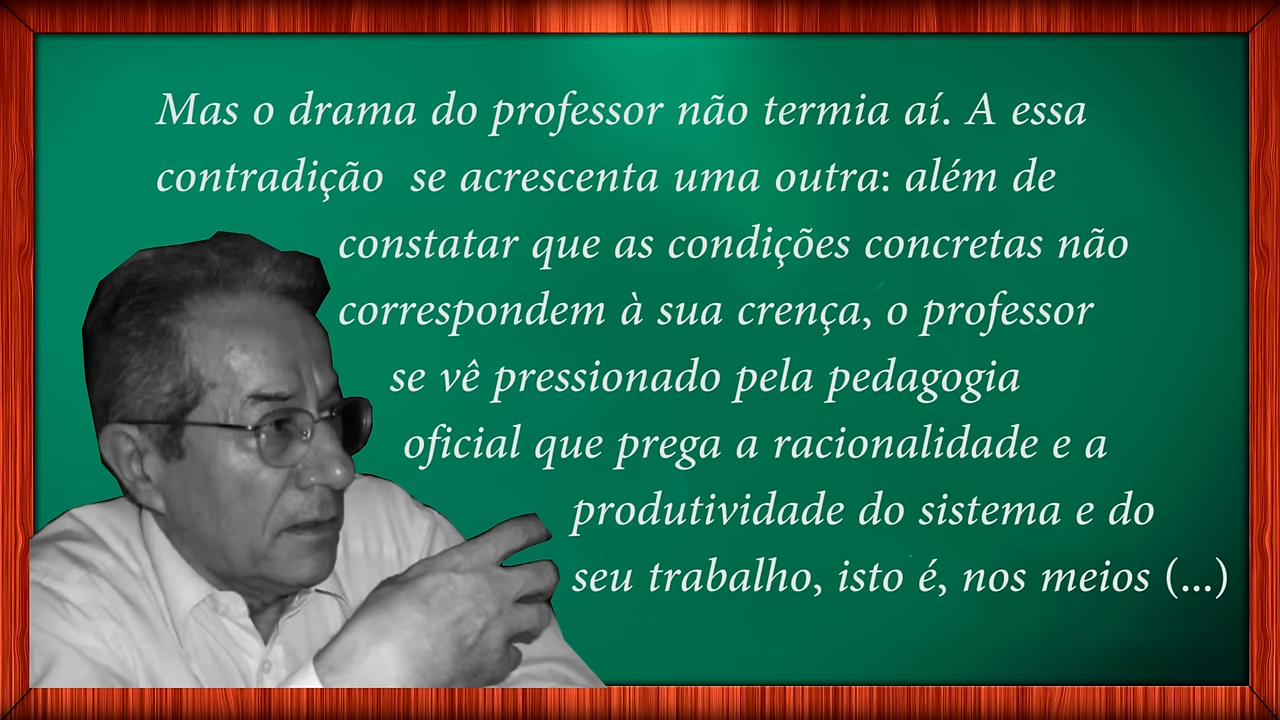 Mas o drama do professor não termia aí. A essa
contradição se acrescenta uma outra: além de
constatar que as condições concretas não
correspondem à sua crença, o professor
se vê pressionado pela pedagogia
oficial que prega a racionalidade e a
produtividade do sistema e do
seu trabalho, isto é, nos meios (...)